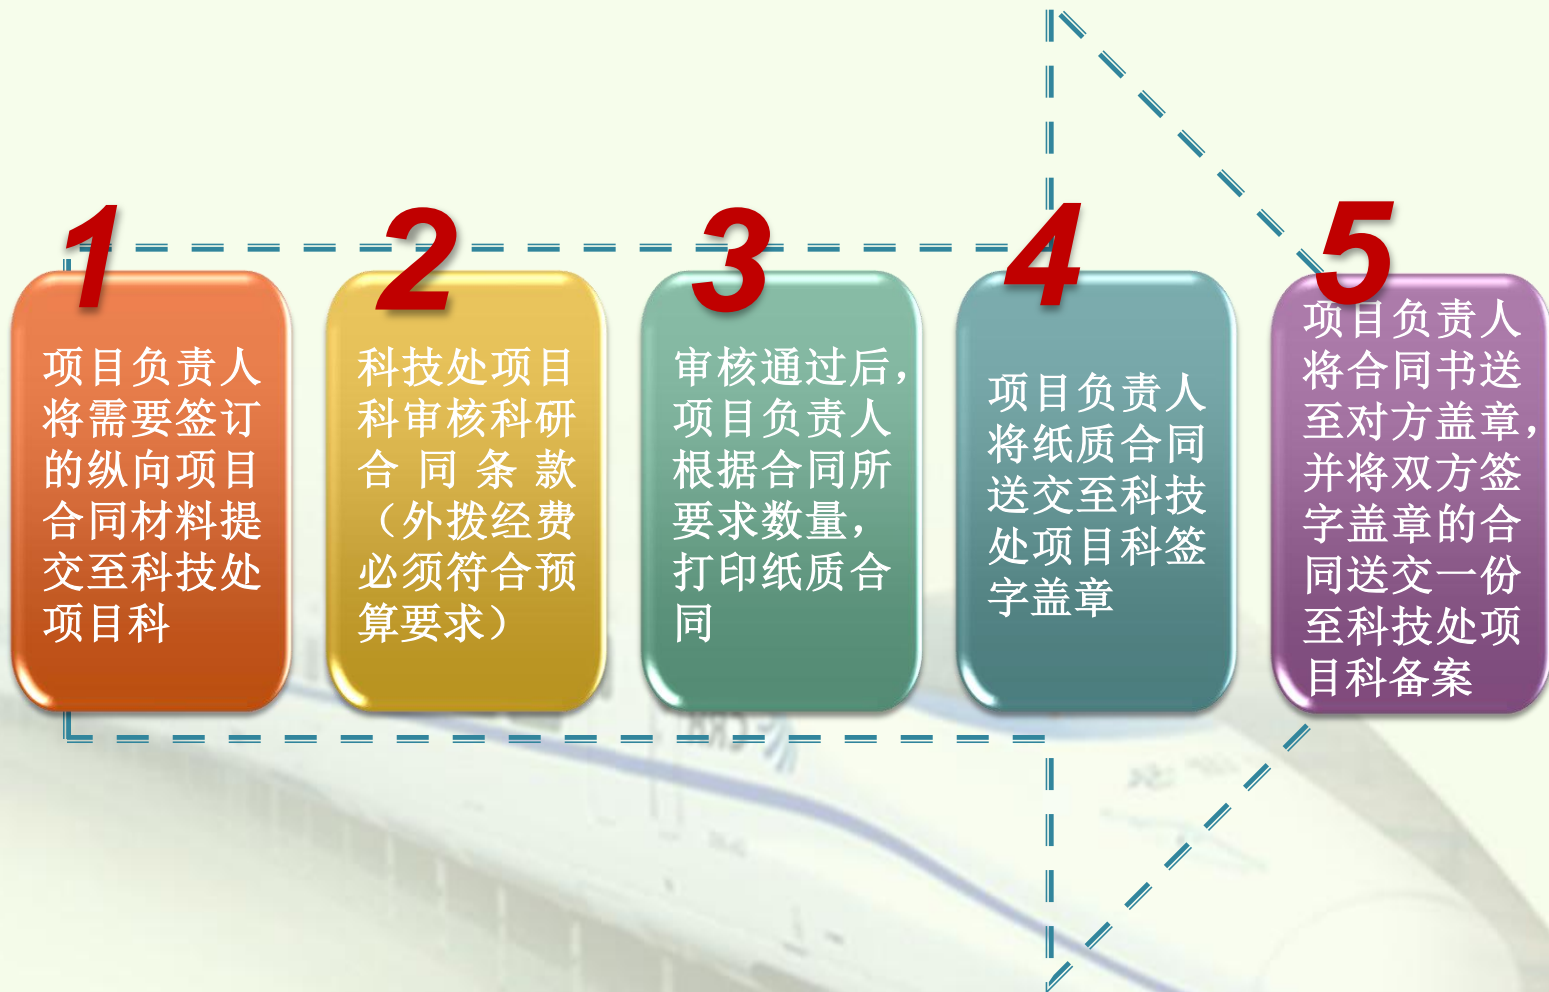 1
项目负责人
将需要签订
的纵向项目
合同材料提
交至科技处
项目科
2
科技处项目
科审核科研
合同条款
（外拨经费
必须符合预
算要求）
3
审核通过后，
项目负责人
根据合同所
要求数量，
打印纸质合
同
4
项目负责人
将纸质合同
送交至科技
处项目科签
字盖章
5
项目负责人
将合同书送
至对方盖章，
并将双方签
字盖章的合
同送交一份
至科技处项
目科备案